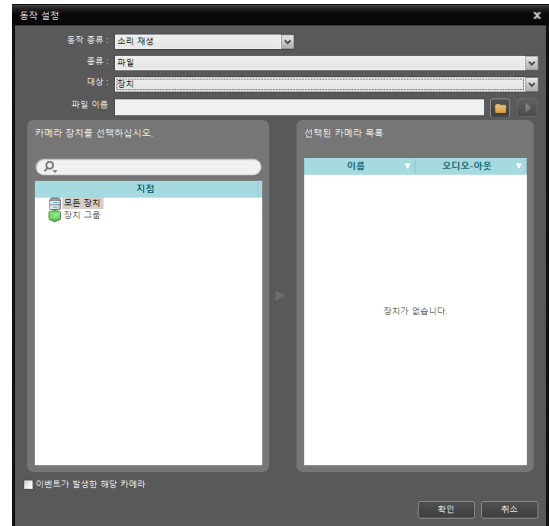 동작 설정
동작 종류 : 소리 재생
종류 : 파일
대상 : 장치
파일 이름
카메라 장치를 선택하십시오.
지점
모든 장치
장치 그룹
선택된 카메라 목록
이름 오디오-아웃
장치가 없습니다.
이벤트가 발생한 해당 카메라
확인 취소